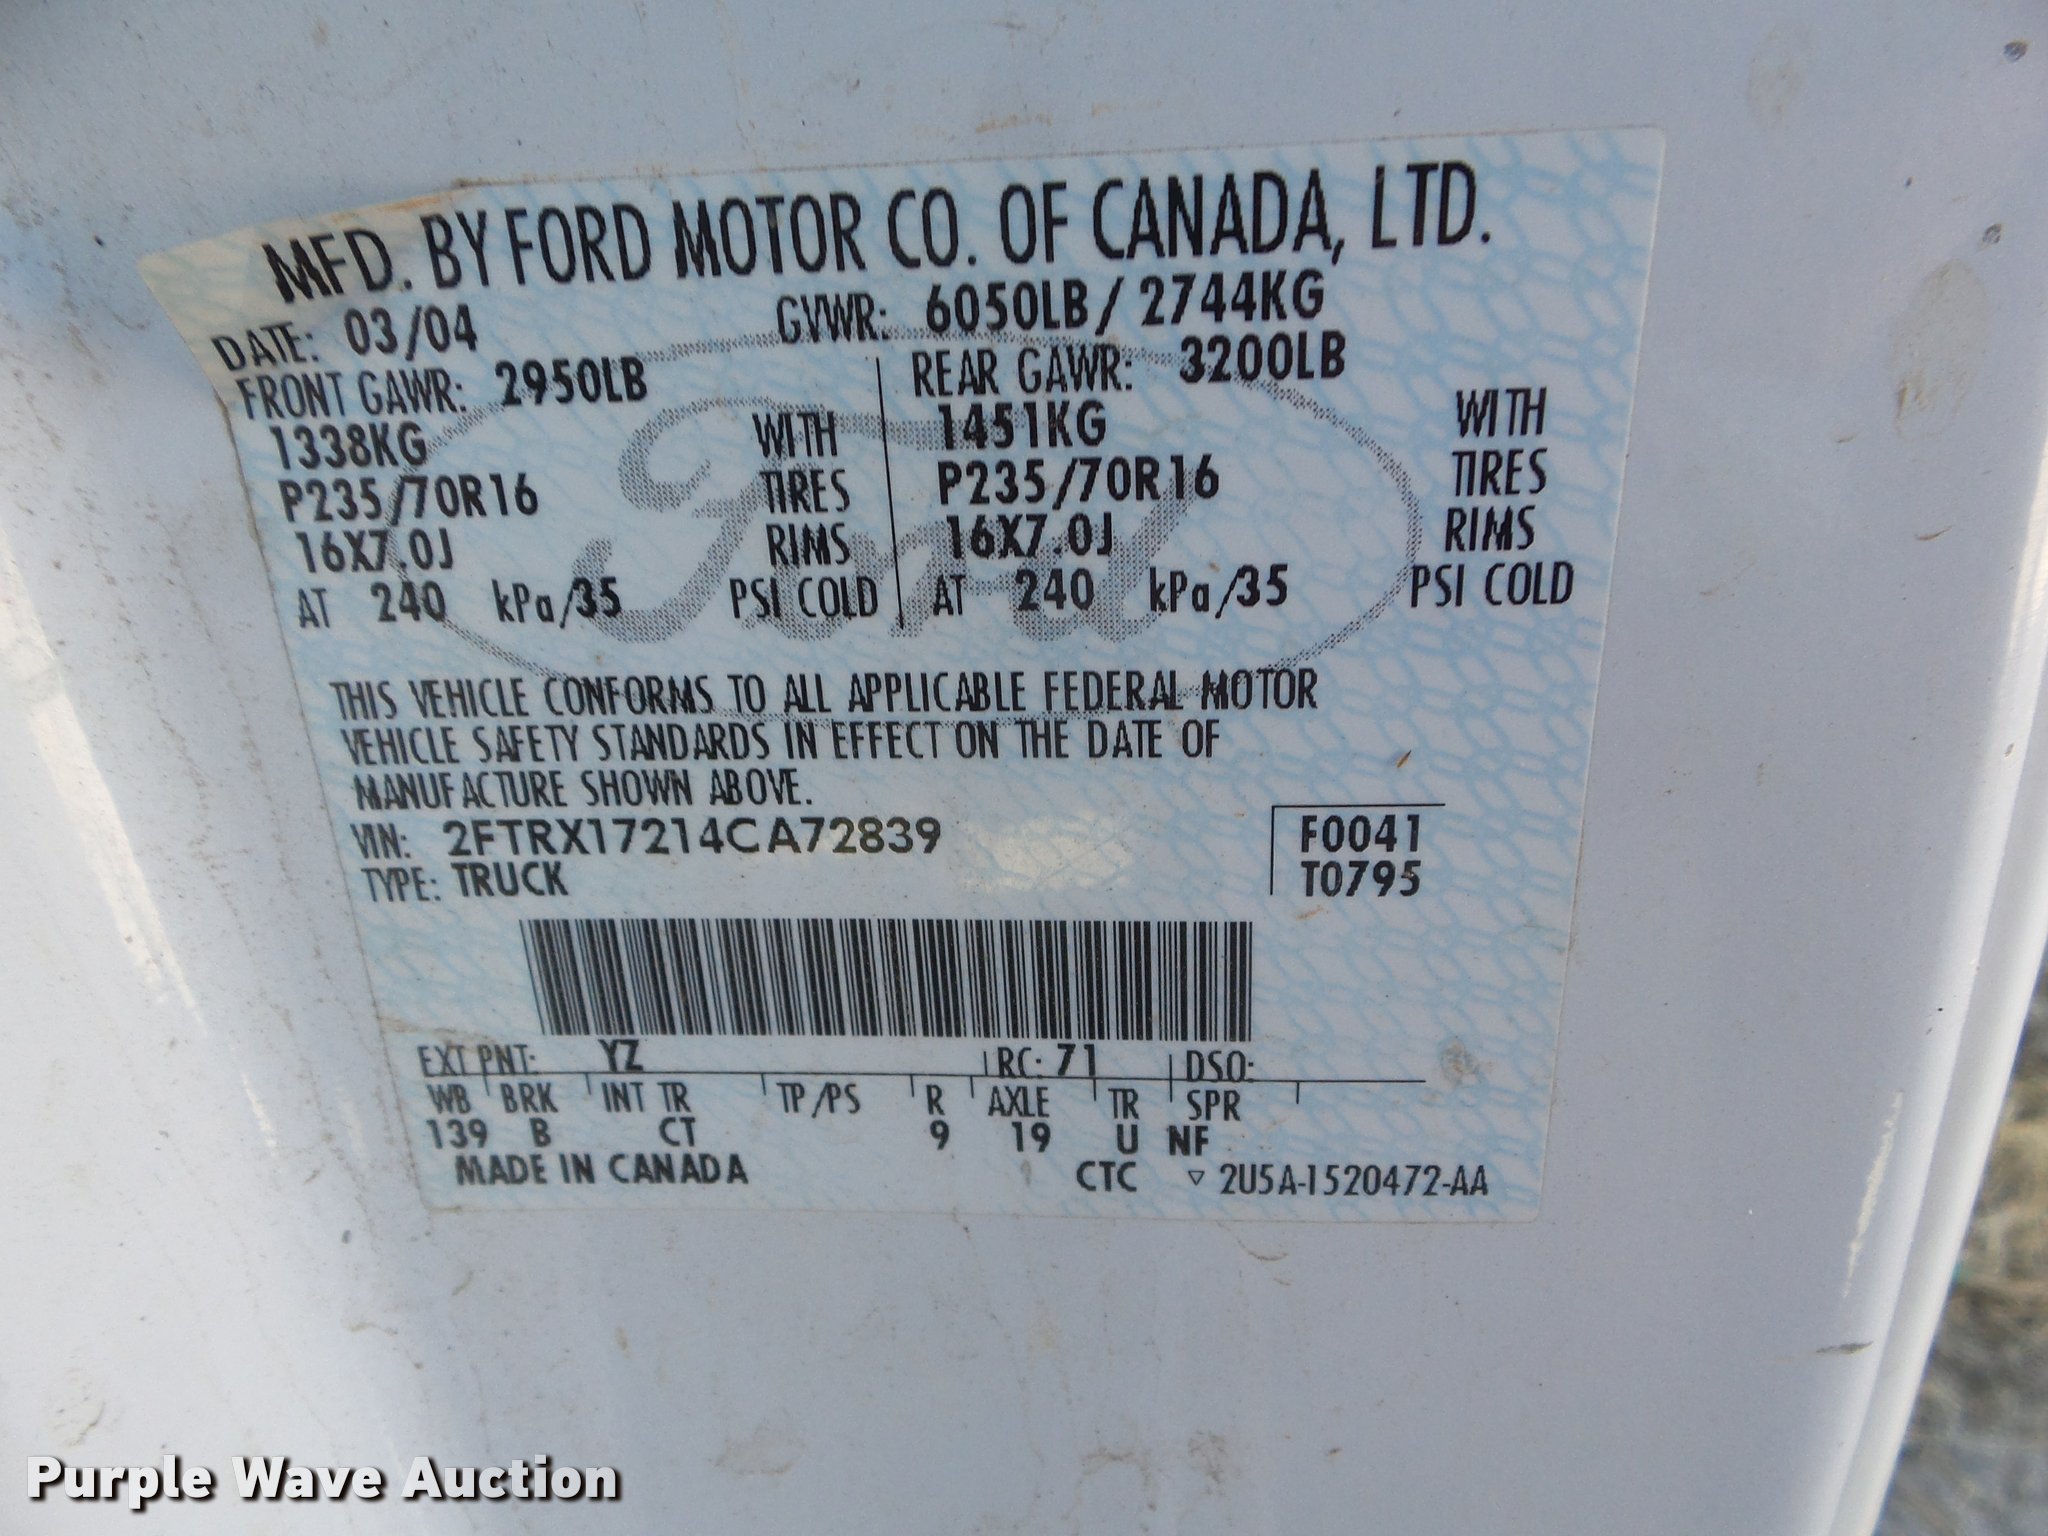 MFD. BY FORD MOTOR CO. OF CANADA, LTD.
DATE: 03/04 GVWR: 6050LB / 2744KG
FRONT GAWR: 2950LB REAR GAWR: 3200LB
1338KG WITH 1451KG WITH
P235/70R16 TIRES P235/70R16 TIRES
16X7.0J RIMS 16X7.0J RIMS
AT 240 kPa/35 PSI COLD AT 240 kPa/35 PSI COLD
Ford
THIS VEHICLE CONFORMS TO ALL APPLICABLE FEDERAL MOTOR
VEHICLE SAFETY STANDARDS IN EFFECT ON THE DATE OF
MANUFACTURE SHOWN ABOVE.
VIN: 2FTRX17214CA72839 F0041
TYPE: TRUCK T0795
EXT PNT: YZ RC: 71 DSO:
WB BRK INT TR TP/PS R AXLE TR SPR
139 B CT 9 19 U NF
MADE IN CANADA CTC ▽ 2U5A-1520472-AA
Purple Wave Auction